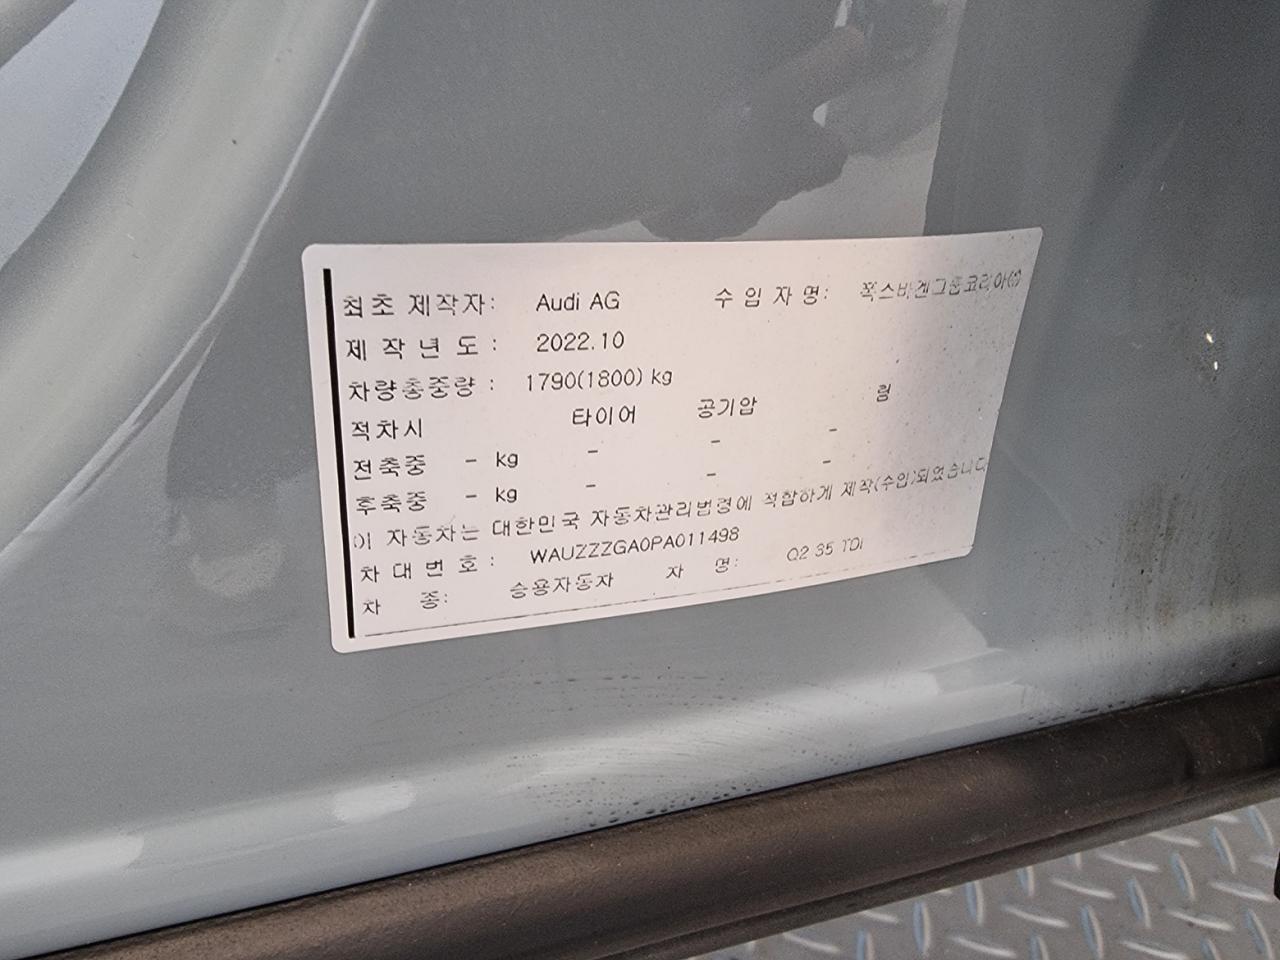 최초 제작자: Audi AG 수 입 자 명: 폭스바겐그룹코리아(주)
제 작 년 도 : 2022.10
차량총중량 : 1790(1800) kg
적차시 타이어 공기압 림
전축중 - kg - - -
후축중 - kg - - -
이 자동차는 대한민국 자동차관리법령에 적합하게 제작(수입)되었습니다
차 대 번 호 : WAUZZZGA0PA011498
차 종: 승용자동차 차 명: Q2 35 TDI